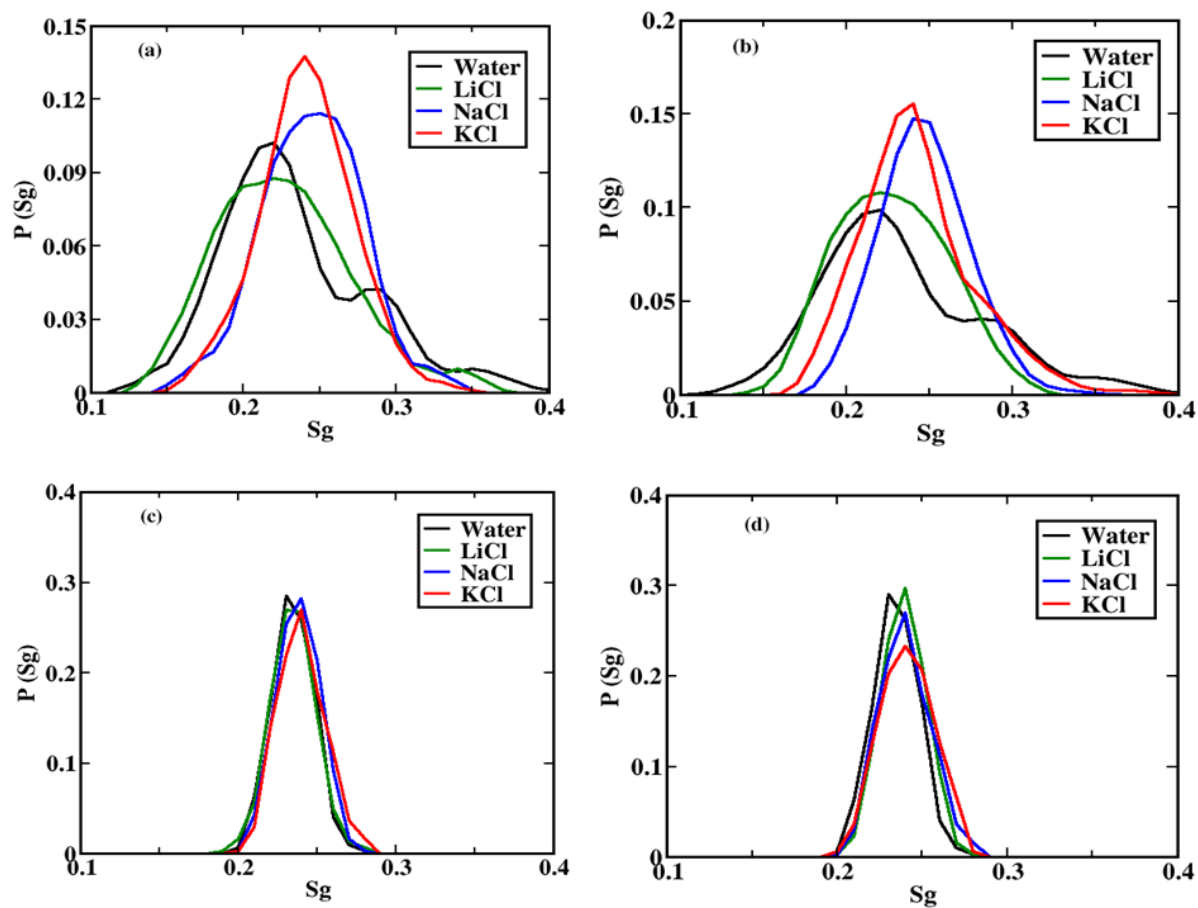 (a)
Water
LiCl
NaCl
KCl
P (Sg)
0.15
0.12
0.09
0.06
0.03
0
0.1
0.2
0.3
0.4
Sg
(b)
Water
LiCl
NaCl
KCl
P (Sg)
0.2
0.15
0.1
0.05
0
0.1
0.2
0.3
0.4
Sg
(c)
Water
LiCl
NaCl
KCl
P (Sg)
0.4
0.3
0.2
0.1
0
0.1
0.2
0.3
0.4
Sg
(d)
Water
LiCl
NaCl
KCl
P (Sg)
0.4
0.3
0.2
0.1
0
0.1
0.2
0.3
0.4
Sg